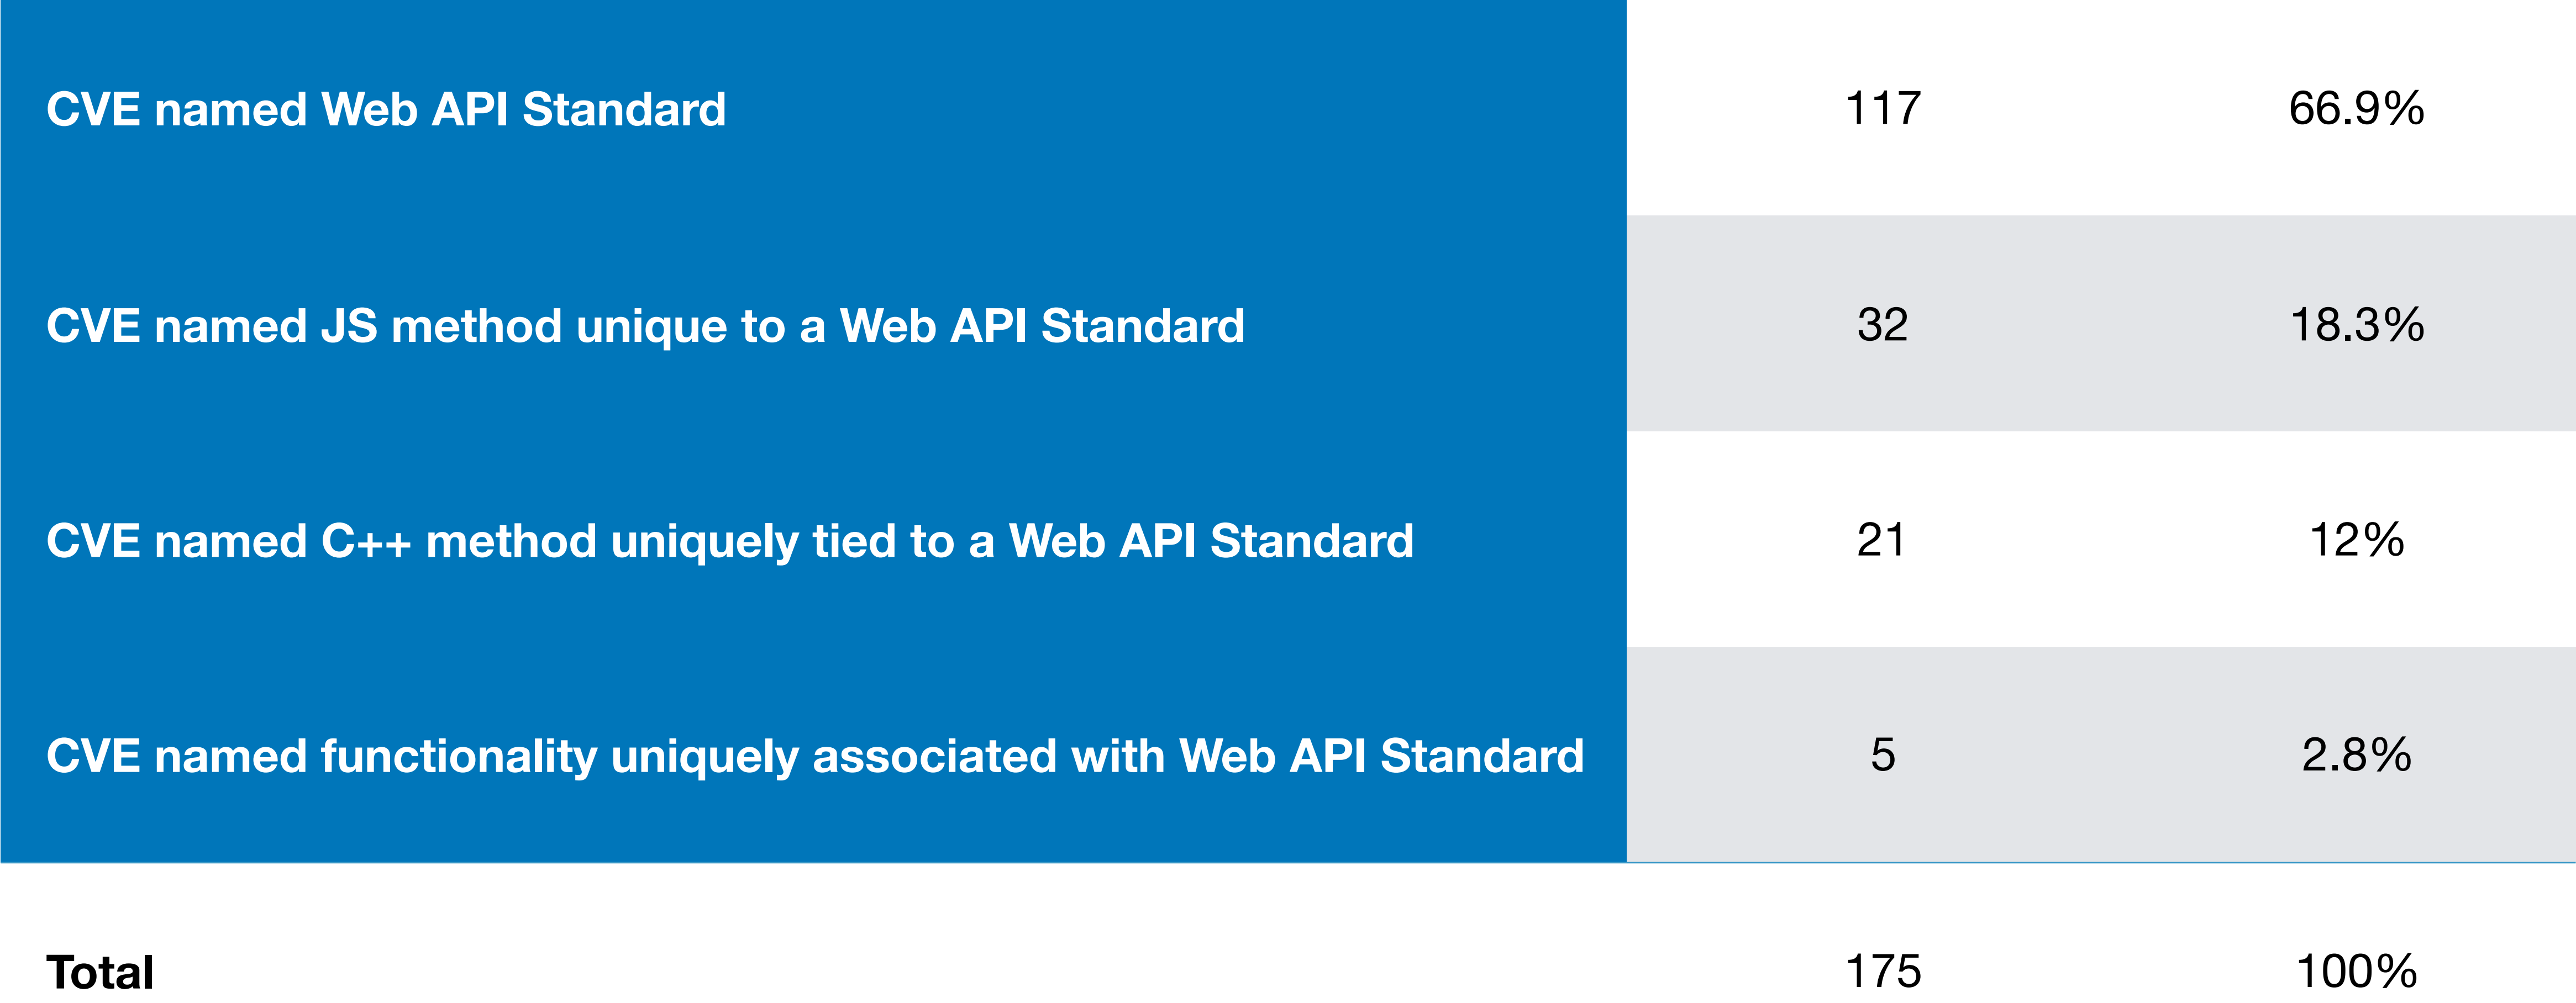 CVE named Web API Standard 117 66.9%
CVE named JS method unique to a Web API Standard 32 18.3%
CVE named C++ method uniquely tied to a Web API Standard 21 12%
CVE named functionality uniquely associated with Web API Standard 5 2.8%
Total 175 100%